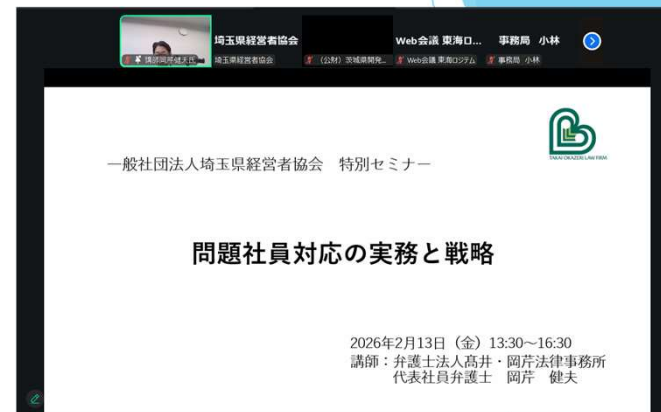 埼玉県経営者協会
Web会議 東海ロ...
事務局 小林
講師岡芹健夫氏
埼玉県経営者協会
(公財) 茨城県開発...
Web会議 東海ロジテム
事務局 小林
TAKAI OKAZERI LAW FIRM
一般社団法人埼玉県経営者協会 特別セミナー
問題社員対応の実務と戦略
2026年2月13日（金）13:30～16:30
講師：弁護士法人髙井・岡芹法律事務所
代表社員弁護士 岡芹 健夫